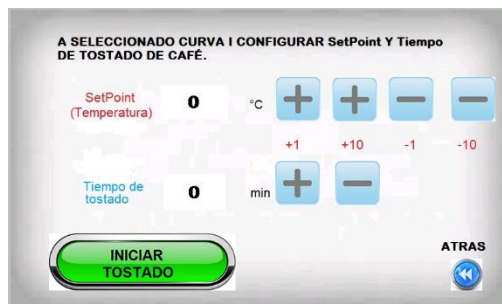 A SELECCIONADO CURVA I CONFIGURAR SetPoint Y Tiempo
DE TOSTADO DE CAFÉ.
SetPoint
(Temperatura)
0
°C
+1
+10
-1
-10
Tiempo de
tostado
0
min
INICIAR
TOSTADO
ATRAS